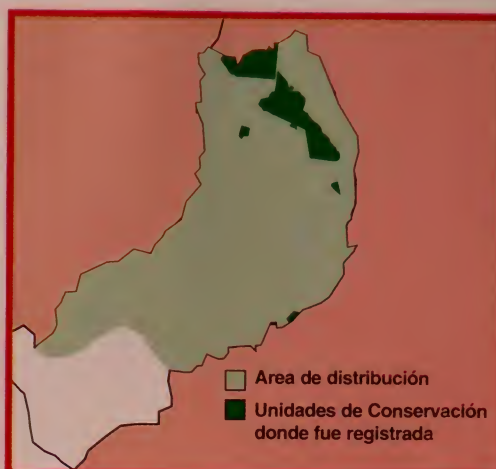 Area de distribución
Unidades de Conservación
donde fue registrada